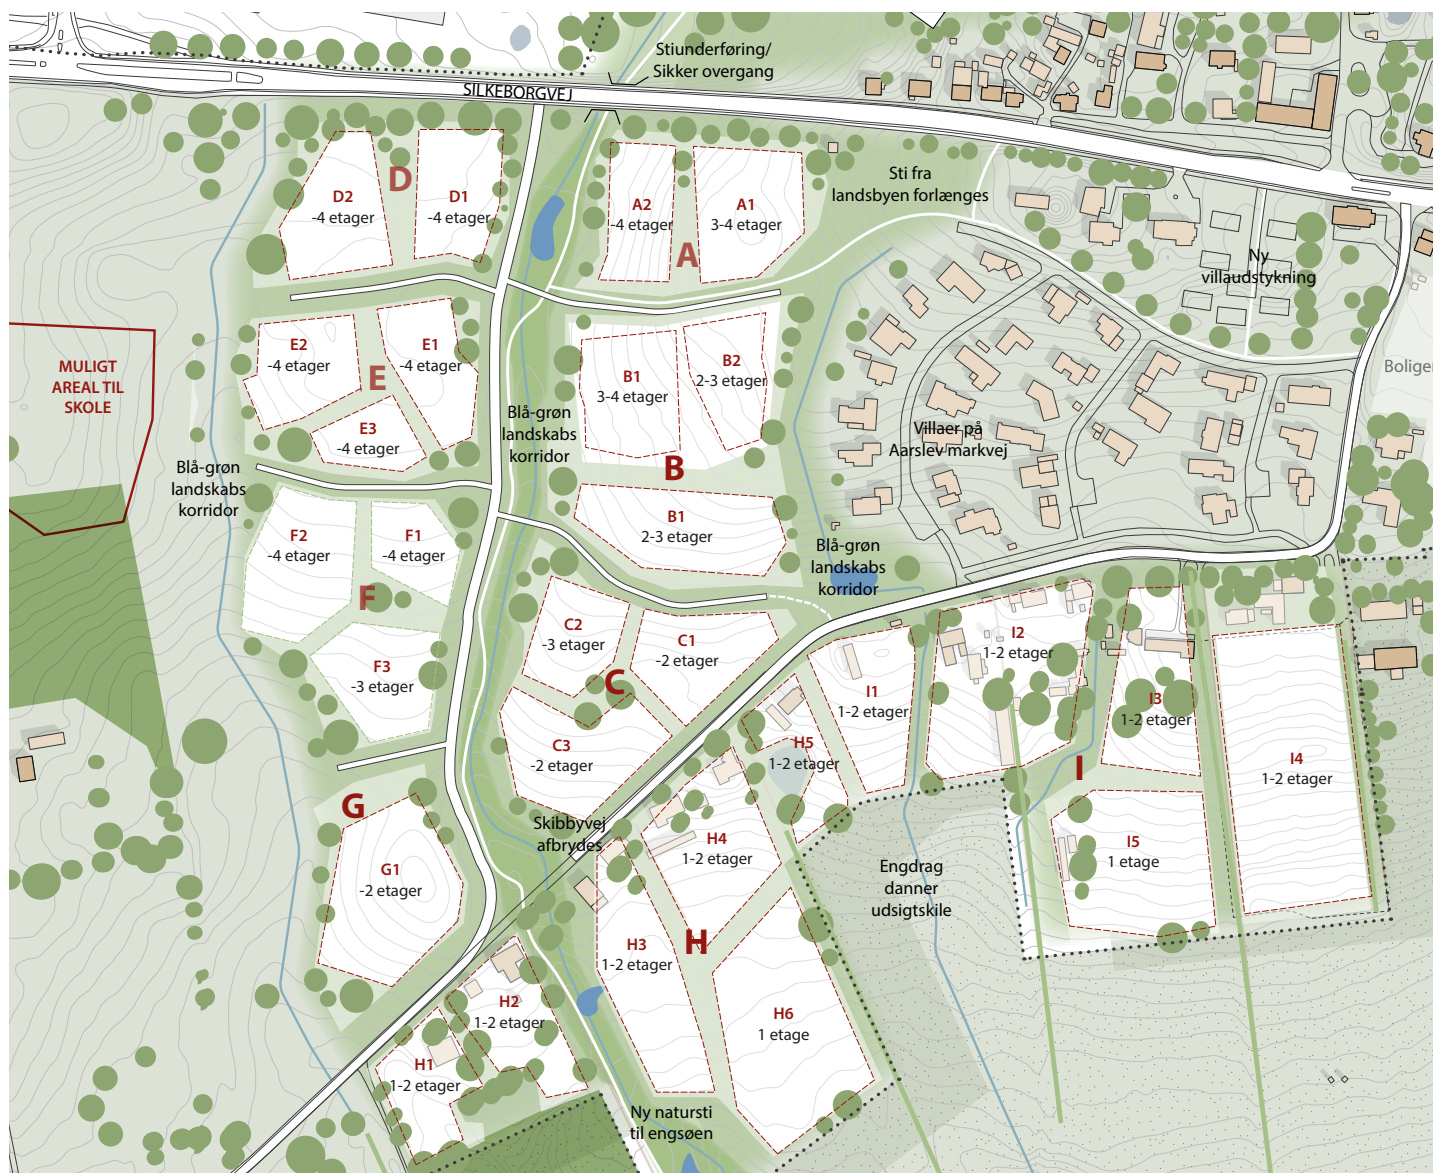 Stiunderføring/
Sikker overgang
SILKEBORGVEJ
Sti fra
landsbyen forlænges
D
D2
-4 etager
D1
-4 etager
A2
-4 etager
A1
3-4 etager
A
Ny
villaudstykning
MULIGT
AREAL TIL
SKOLE
E2
-4 etager
E1
-4 etager
E
E3
-4 etager
B1
3-4 etager
B2
2-3 etager
Boliger
Blå-grøn
landskabs
korridor
Villaer på
Aarslev markvej
B
Blå-grøn
landskabs
korridor
B1
2-3 etager
F2
-4 etager
F1
-4 etager
F
Blå-grøn
landskabs
korridor
F3
-3 etager
C2
-3 etager
C1
-2 etager
C
C3
-2 etager
I1
1-2 etager
I2
1-2 etager
I3
1-2 etager
I4
1-2 etager
I
H5
1-2 etager
G
G1
-2 etager
Skibbyvej
afbrydes
H4
1-2 etager
I5
1 etage
Engdrag
danner
udsigtskile
H3
1-2 etager
H
H2
1-2 etager
H6
1 etage
H1
1-2 etager
Ny natursti
til engsøen